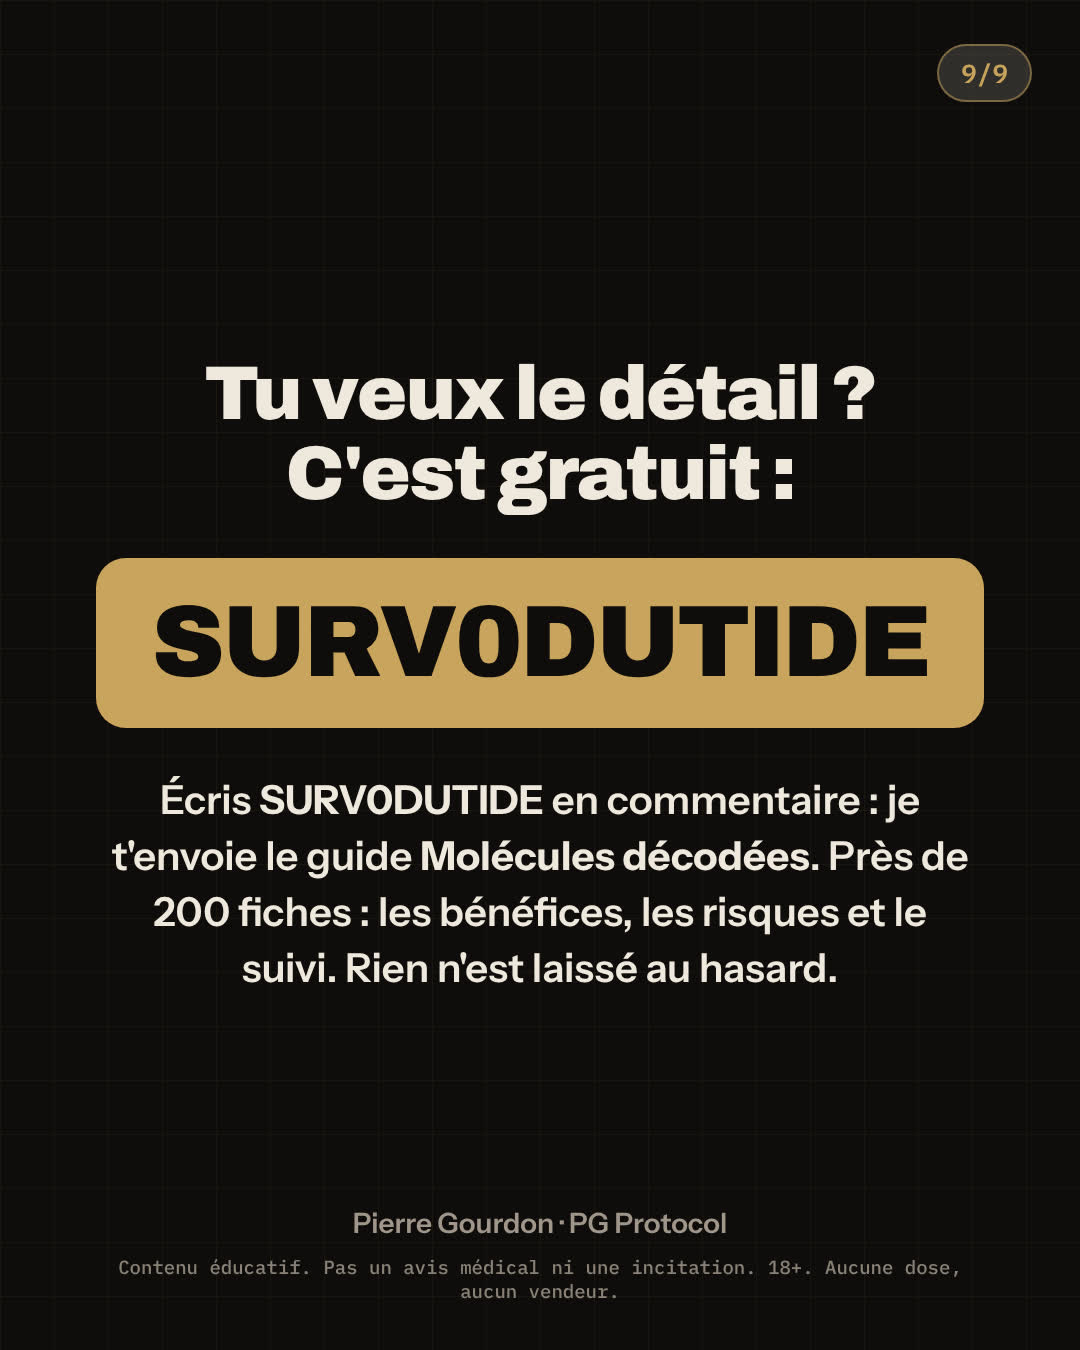 9/9
Tu veux le détail ?
C'est gratuit :
SURV0DUTIDE
Écris SURV0DUTIDE en commentaire : je
t'envoie le guide Molécules décodées. Près de
200 fiches : les bénéfices, les risques et le
suivi. Rien n'est laissé au hasard.
Pierre Gourdon · PG Protocol
Contenu éducatif. Pas un avis médical ni une incitation. 18+. Aucune dose,
aucun vendeur.